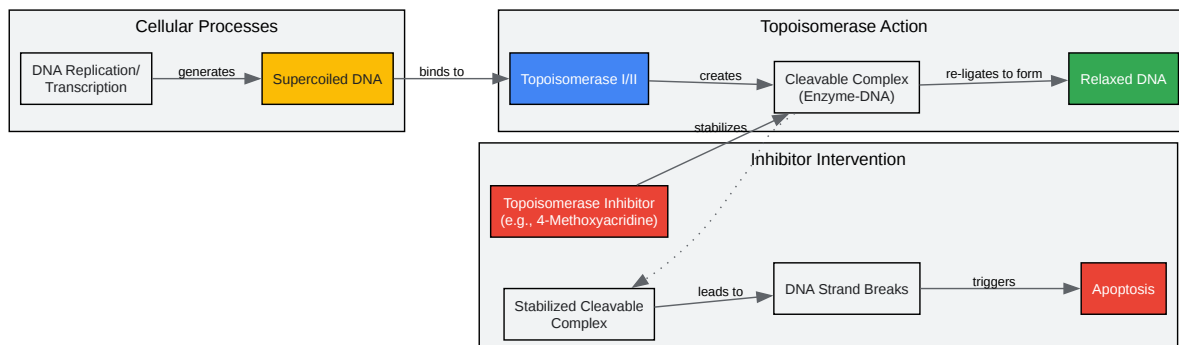 Cellular Processes
DNA Replication/
Transcription
generates
Supercoiled DNA
binds to
Topoisomerase Action
Topoisomerase I/II
creates
Cleavable Complex
(Enzyme-DNA)
re-ligates to form
Relaxed DNA
stabilizes
Inhibitor Intervention
Topoisomerase Inhibitor
(e.g., 4-Methoxyacridine)
Stabilized Cleavable
Complex
leads to
DNA Strand Breaks
triggers
Apoptosis